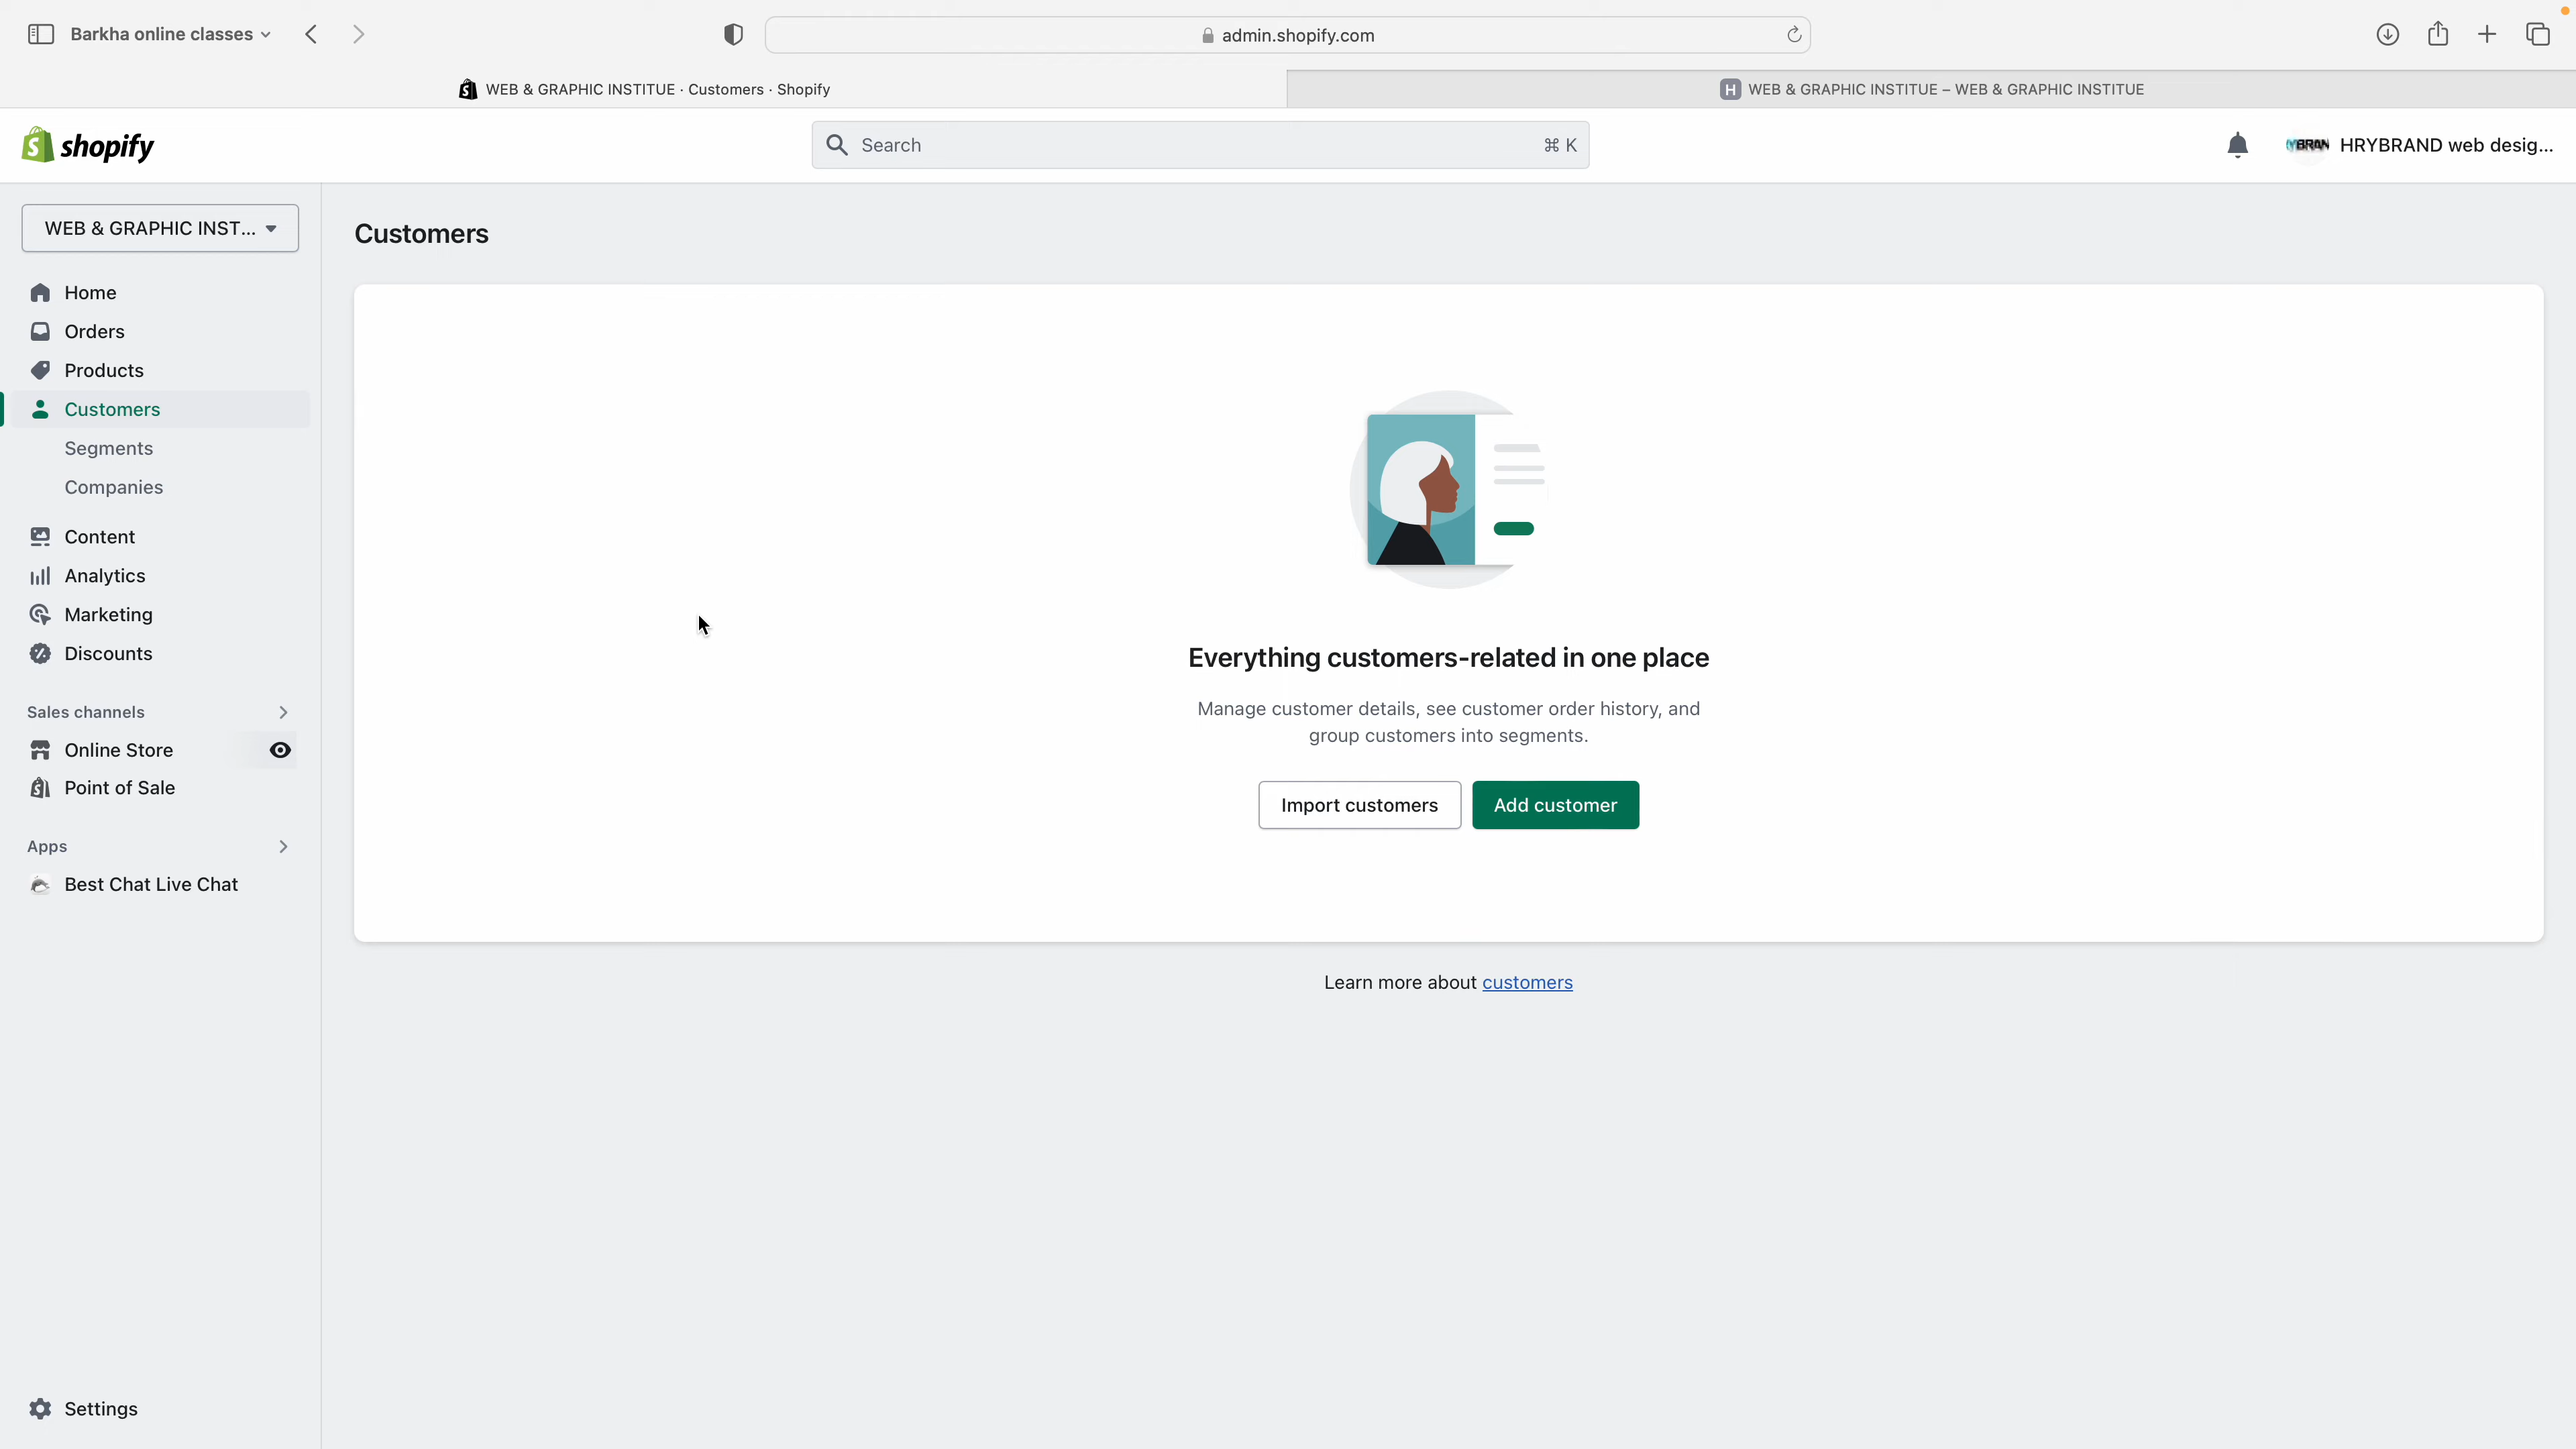 Barkha online classes
admin.shopify.com
WEB & GRAPHIC INSTITUE · Customers · Shopify
H WEB & GRAPHIC INSTITUE – WEB & GRAPHIC INSTITUE
shopify
Search ⌘ K
HRYBRAND web desig...
WEB & GRAPHIC INST...
Customers
Home
Orders
Products
Customers
Segments
Companies
Content
Analytics
Marketing
Discounts
Sales channels
Online Store
Point of Sale
Apps
Best Chat Live Chat
Settings
Everything customers-related in one place
Manage customer details, see customer order history, and
group customers into segments.
Import customers
Add customer
Learn more about customers